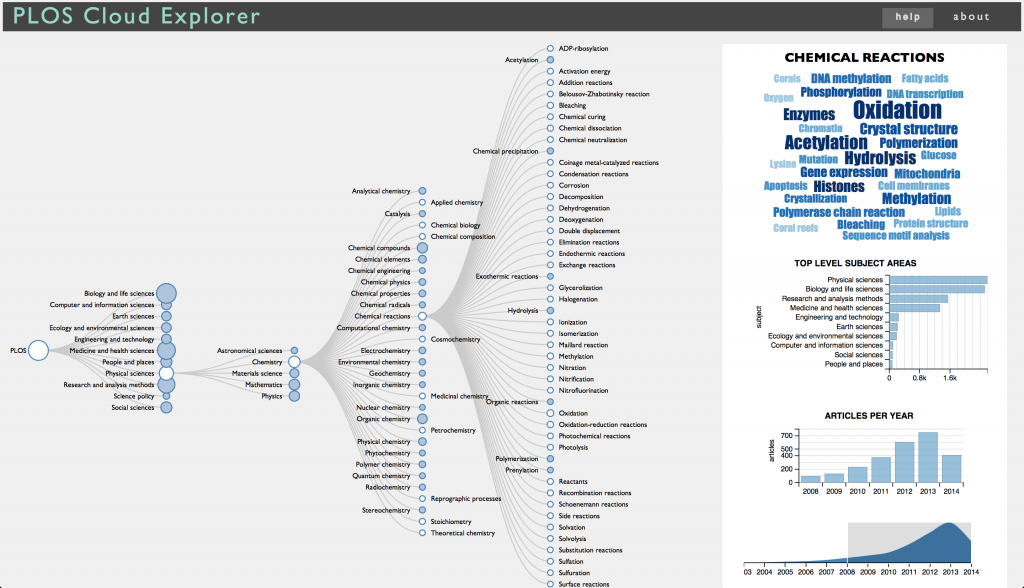 PLOS Cloud Explorer
help
about
PLOS
Biology and life sciences
Computer and information sciences
Earth sciences
Ecology and environmental sciences
Engineering and technology
Medicine and health sciences
People and places
Physical sciences
Research and analysis methods
Science policy
Social sciences
Astronomical sciences
Chemistry
Materials science
Mathematics
Physics
Analytical chemistry
Applied chemistry
Catalysis
Chemical biology
Chemical composition
Chemical compounds
Chemical elements
Chemical engineering
Chemical physics
Chemical properties
Chemical radicals
Chemical reactions
Computational chemistry
Cosmochemistry
Electrochemistry
Environmental chemistry
Geochemistry
Inorganic chemistry
Medicinal chemistry
Nuclear chemistry
Organic chemistry
Petrochemistry
Physical chemistry
Phytochemistry
Polymer chemistry
Quantum chemistry
Radiochemistry
Reprographic processes
Stereochemistry
Stoichiometry
Theoretical chemistry
ADP-ribosylation
Acetylation
Activation energy
Addition reactions
Belousov-Zhabotinsky reaction
Bleaching
Chemical curing
Chemical dissociation
Chemical neutralization
Chemical precipitation
Coinage metal-catalyzed reactions
Condensation reactions
Corrosion
Decomposition
Dehydrogenation
Deoxygenation
Double displacement
Elimination reactions
Endothermic reactions
Exchange reactions
Exothermic reactions
Glycerolization
Halogenation
Hydrolysis
Ionization
Isomerization
Maillard reaction
Methylation
Nitration
Nitrification
Nitrofluorination
Organic reactions
Oxidation
Oxidation-reduction reactions
Photochemical reactions
Photolysis
Polymerization
Prenylation
Reactants
Recombination reactions
Schoenemann reactions
Side reactions
Solvation
Solvolysis
Substitution reactions
Sulfation
Sulfuration
Surface reactions
CHEMICAL REACTIONS
Corals DNA methylation Fatty acids
Oxygen Phosphorylation DNA transcription
Enzymes Oxidation
Chromatin Crystal structure
Acetylation Polymerization
Lysine Mutation Hydrolysis Glucose
Gene expression Mitochondria
Apoptosis Histones Cell membranes
Crystallization Methylation
Polymerase chain reaction Lipids
Coral reefs Bleaching Protein structure
Sequence motif analysis
TOP LEVEL SUBJECT AREAS
subject
Physical sciences
Biology and life sciences
Research and analysis methods
Medicine and health sciences
Engineering and technology
Earth sciences
Ecology and environmental sciences
Computer and information sciences
Social sciences
People and places
0 0.8k 1.6k
ARTICLES PER YEAR
articles
700
500
400
200
0
2008 2009 2010 2011 2012 2013 2014
03 2004 2005 2006 2007 2008 2009 2010 2011 2012 2013 2014